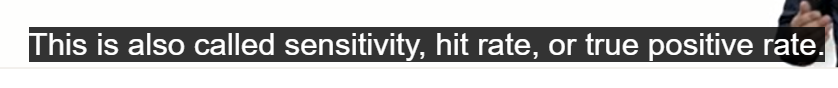 This is also called sensitivity, hit rate, or true positive rate.